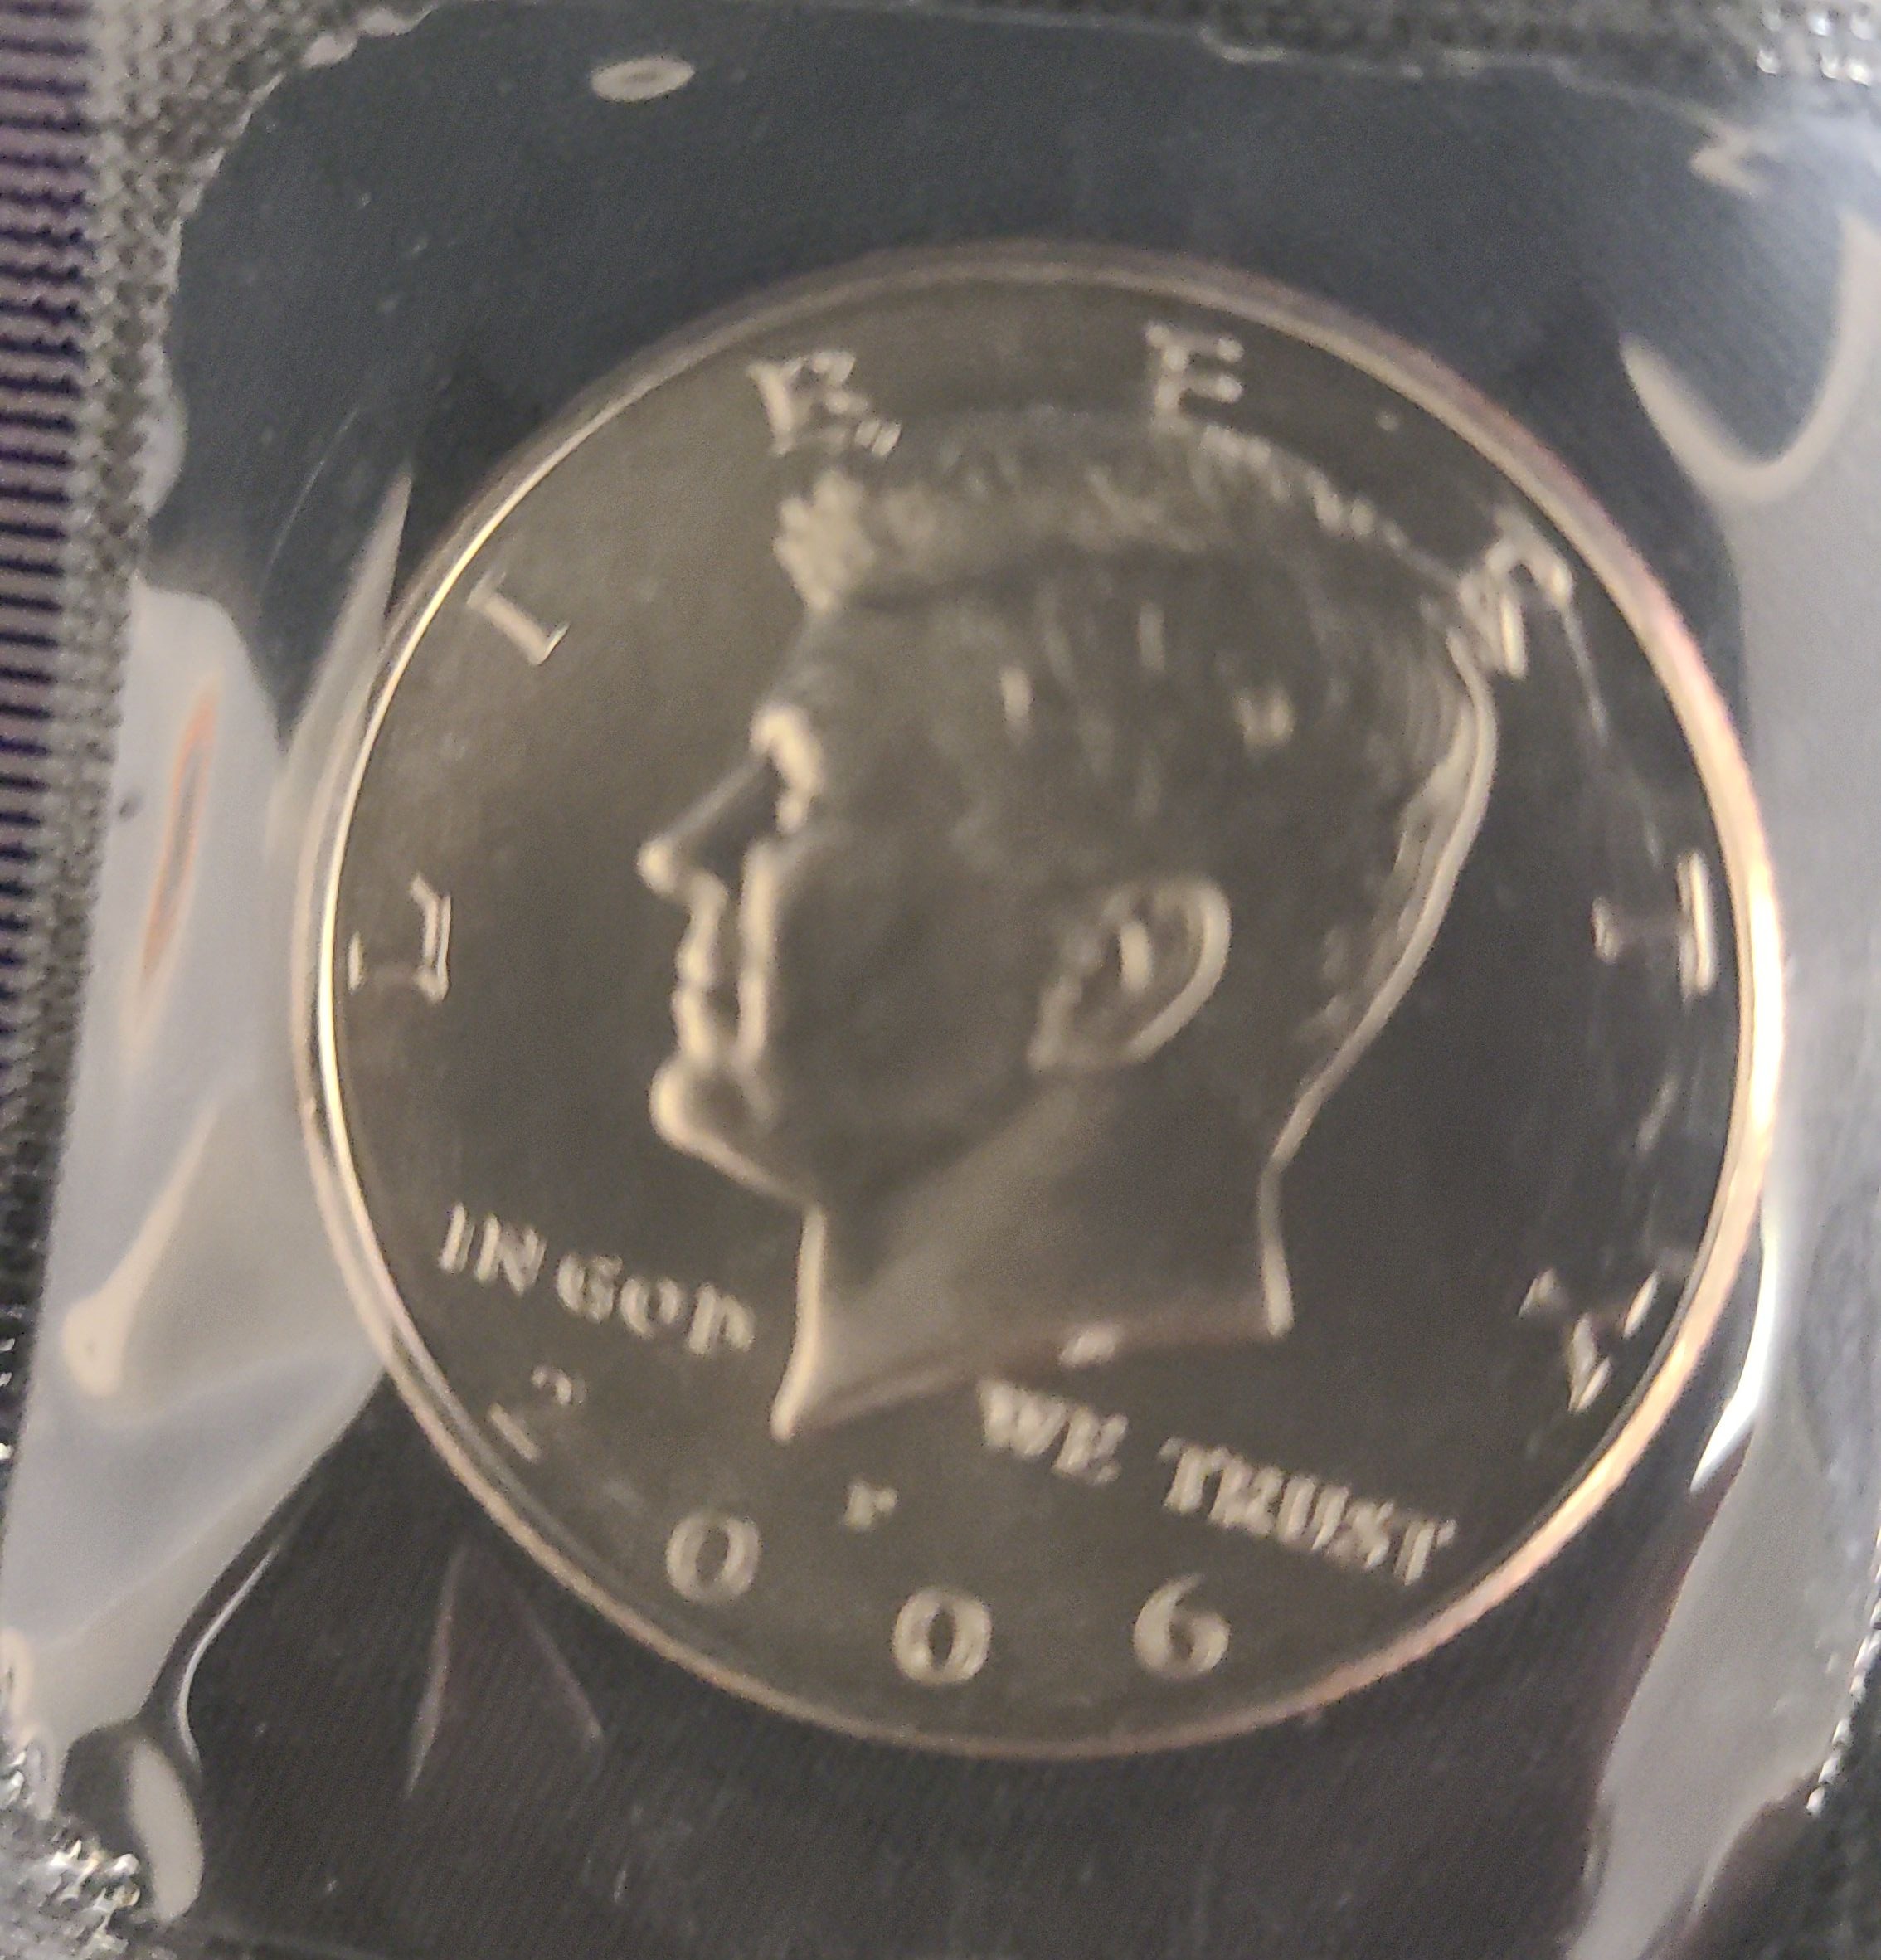 LIBERTY
IN GOD
WE TRUST
P
2006